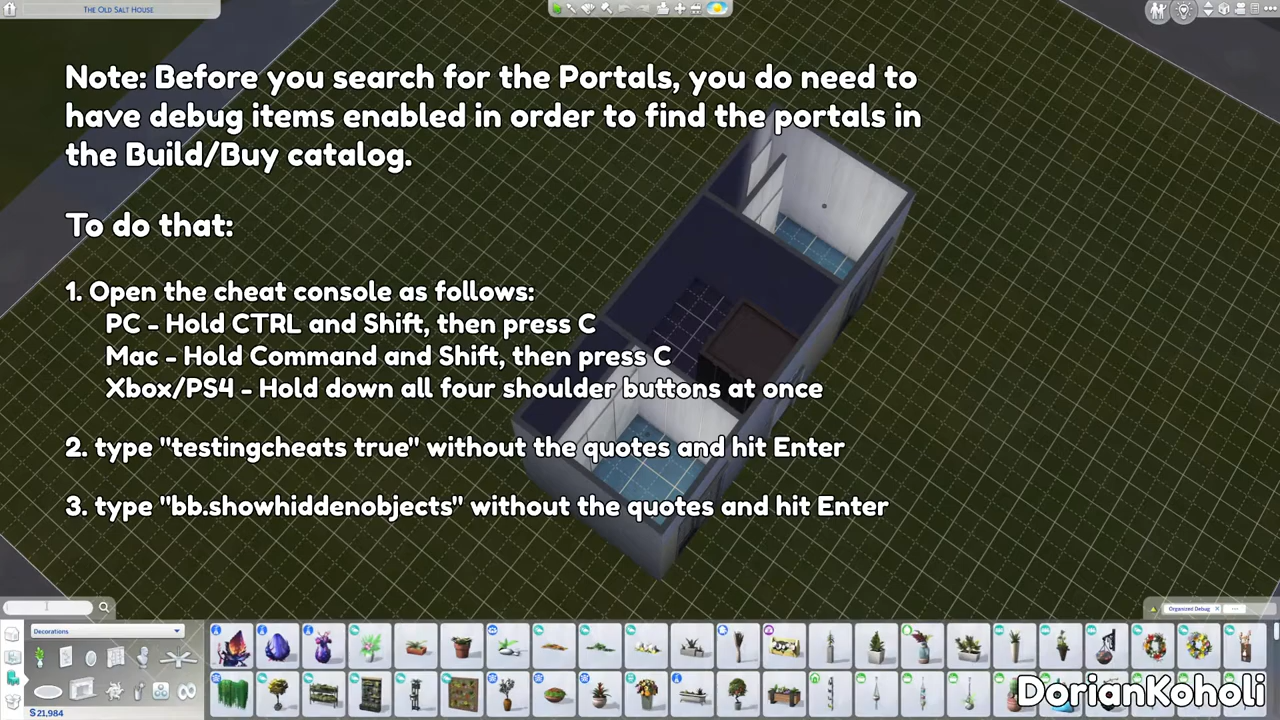 The Old Salt House
Note: Before you search for the Portals, you do need to
have debug items enabled in order to find the portals in
the Build/Buy catalog.
To do that:
1. Open the cheat console as follows:
PC - Hold CTRL and Shift, then press C
Mac - Hold Command and Shift, then press C
Xbox/PS4 - Hold down all four shoulder buttons at once
2. type "testingcheats true" without the quotes and hit Enter
3. type "bb.showhiddenobjects" without the quotes and hit Enter
Organized Debug
Decorations
§21,984
DorianKoholi